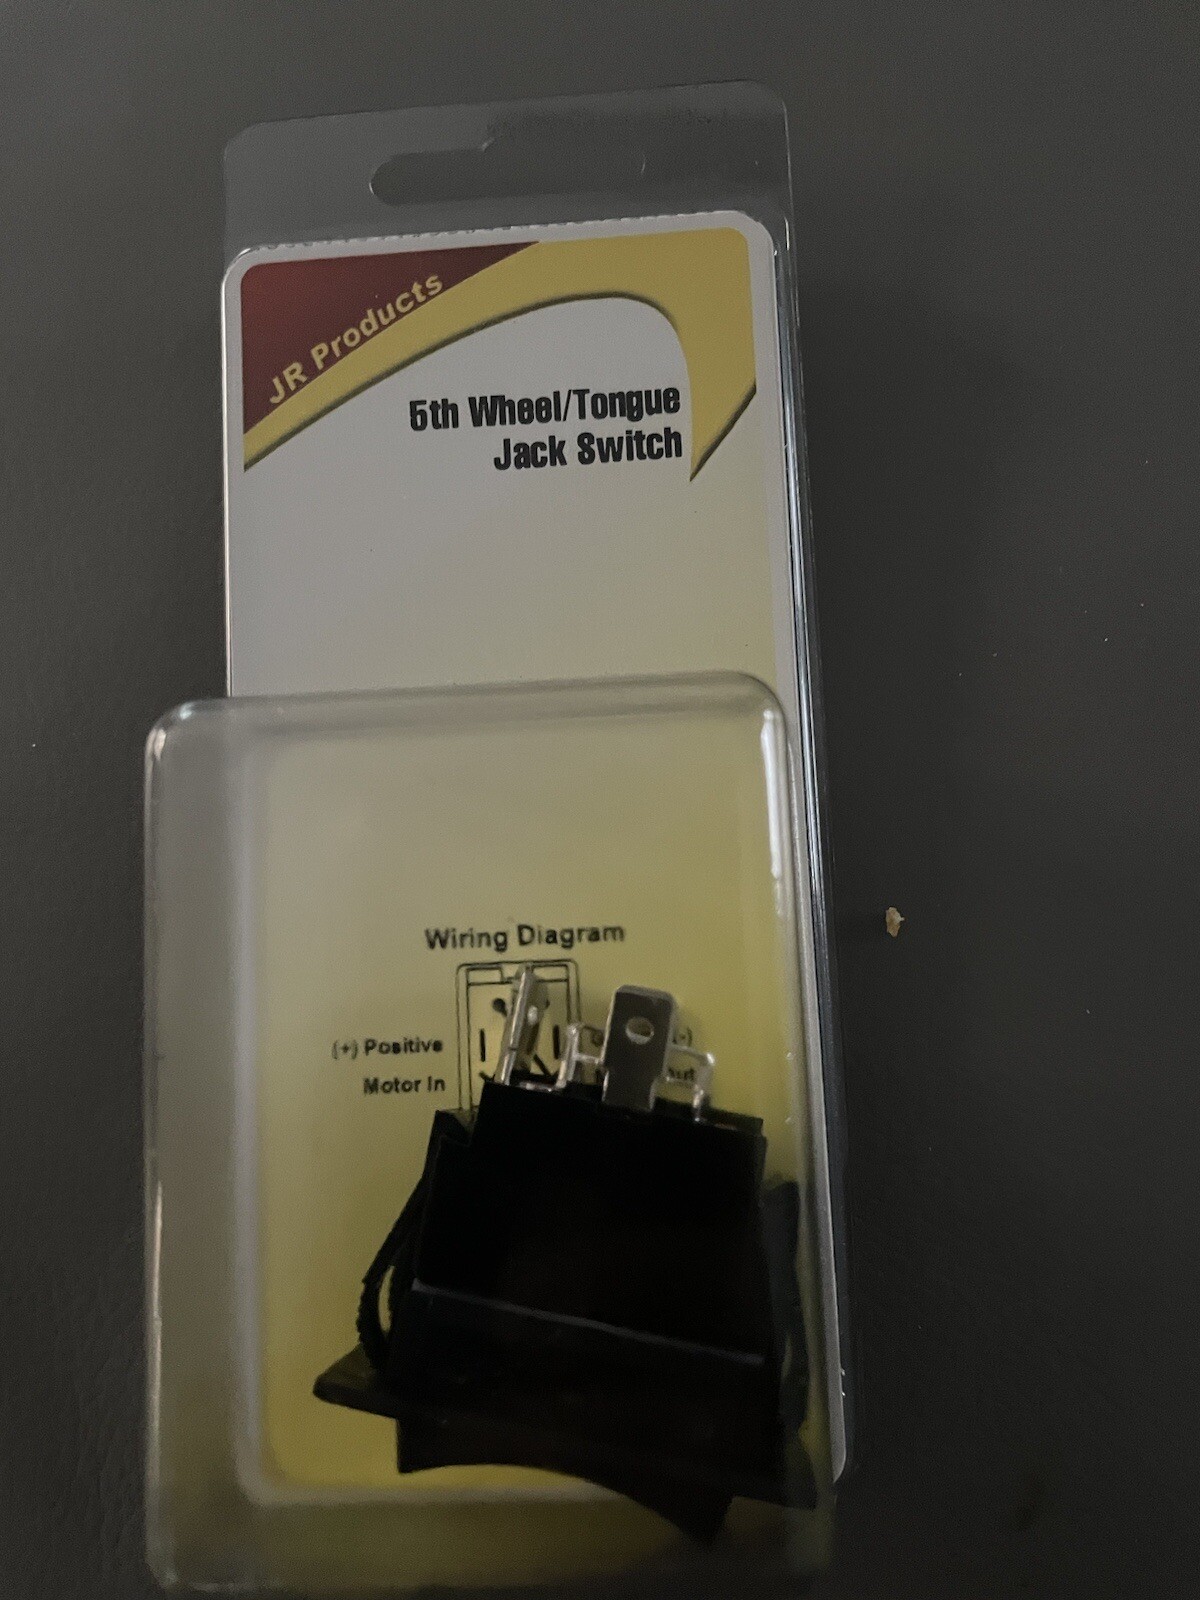 JR Products
5th Wheel/Tongue
Jack Switch
Wiring Diagram
(+) Positive
Motor In